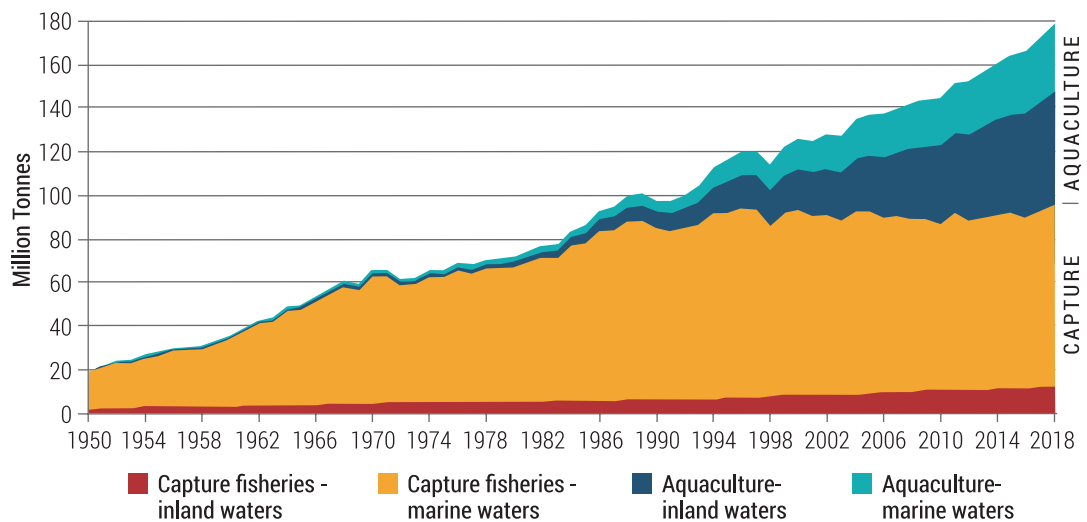 180
160
140
120
100
80
60
40
20
0
Million Tonnes
AQUACULTURE
CAPTURE
1950 1954 1958 1962 1966 1970 1974 1978 1982 1986 1990 1994 1998 2002 2006 2010 2014 2018
Capture fisheries -
inland waters
Capture fisheries -
marine waters
Aquaculture-
inland waters
Aquaculture-
marine waters